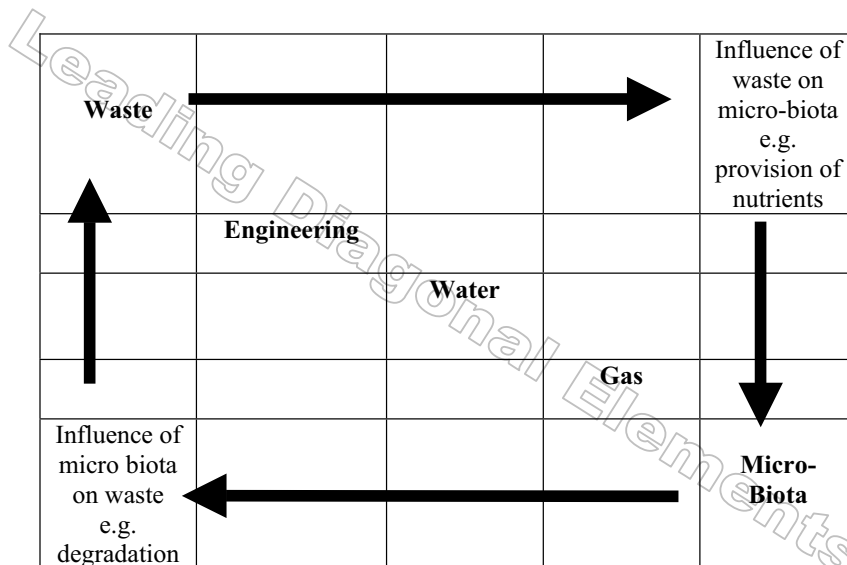 Leading Diagonal Elements
Waste
Influence of
waste on
micro-biota
e.g.
provision of
nutrients
Engineering
Water
Gas
Influence of
micro biota
on waste
e.g.
degradation
Micro-
Biota